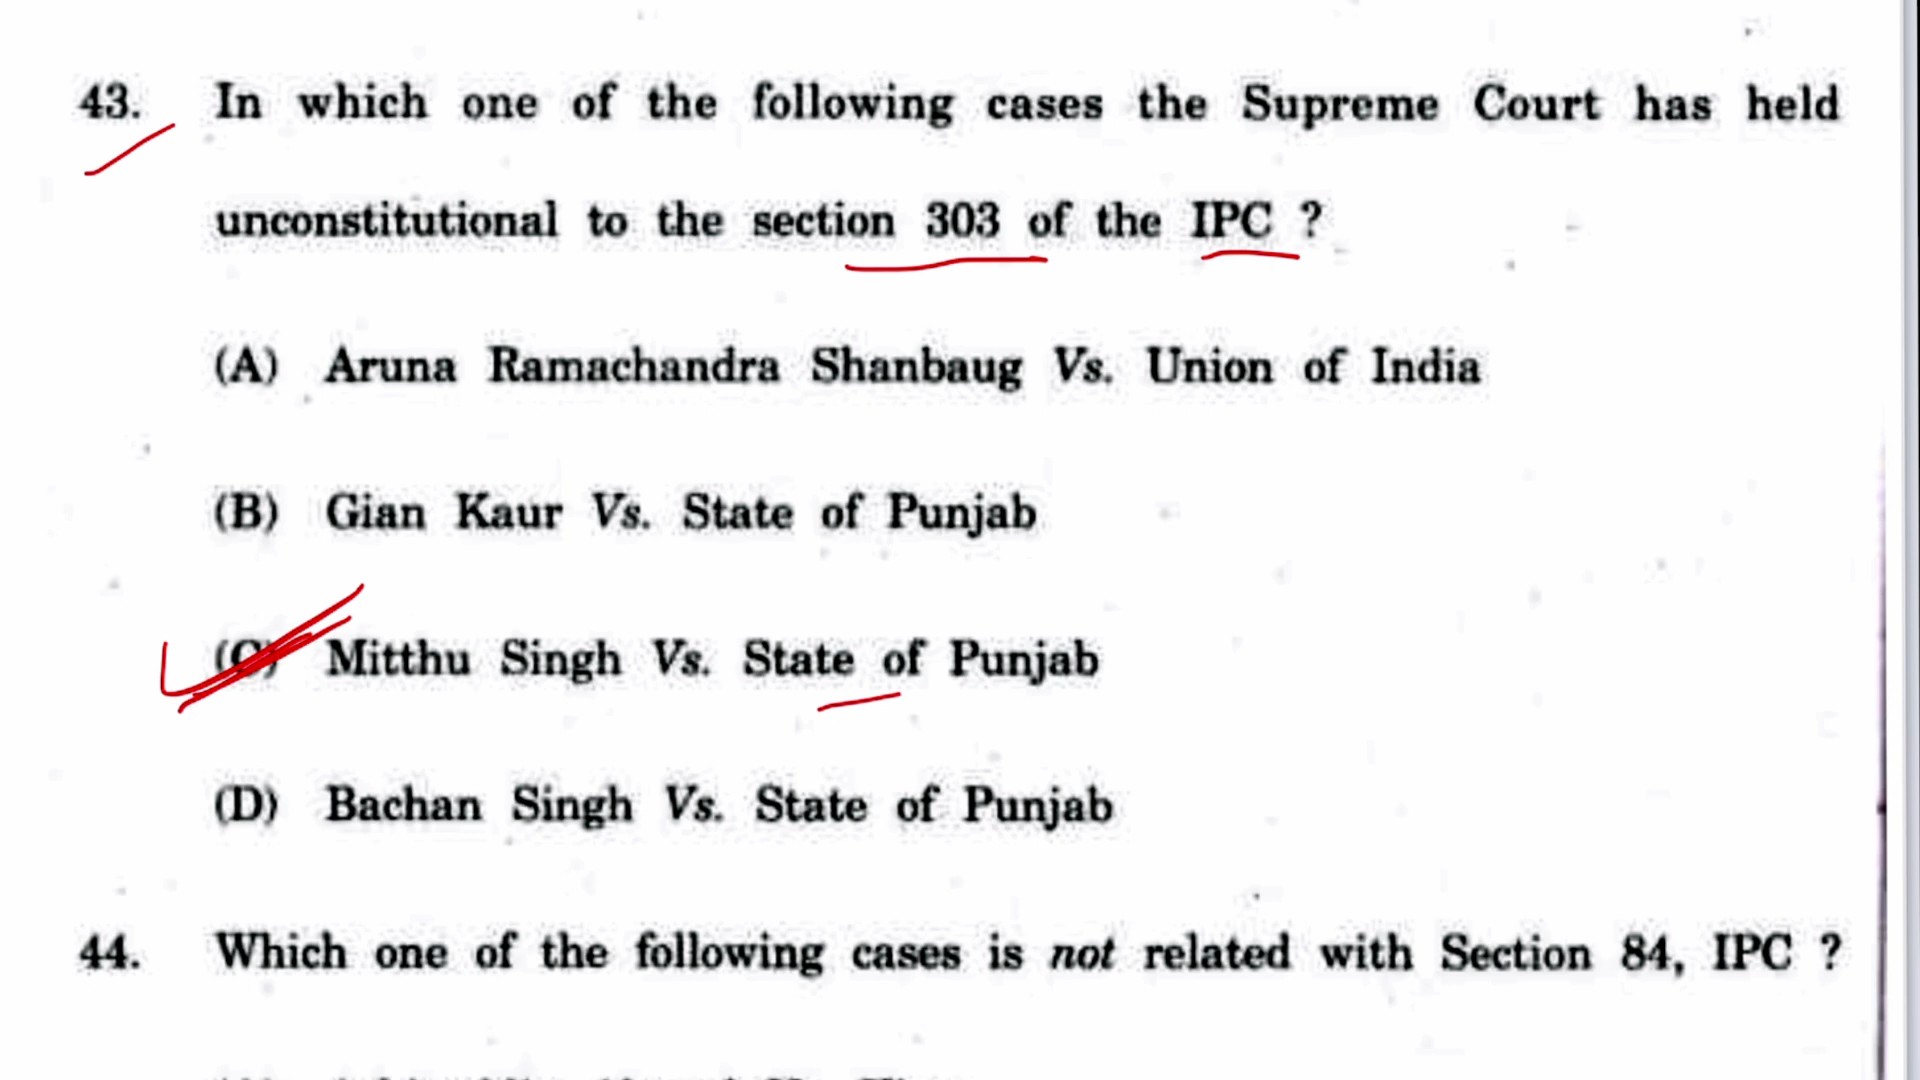 43. In which one of the following cases the Supreme Court has held
unconstitutional to the section 303 of the IPC ?
(A) Aruna Ramachandra Shanbaug Vs. Union of India
(B) Gian Kaur Vs. State of Punjab
(C) Mitthu Singh Vs. State of Punjab
(D) Bachan Singh Vs. State of Punjab
44. Which one of the following cases is not related with Section 84, IPC ?